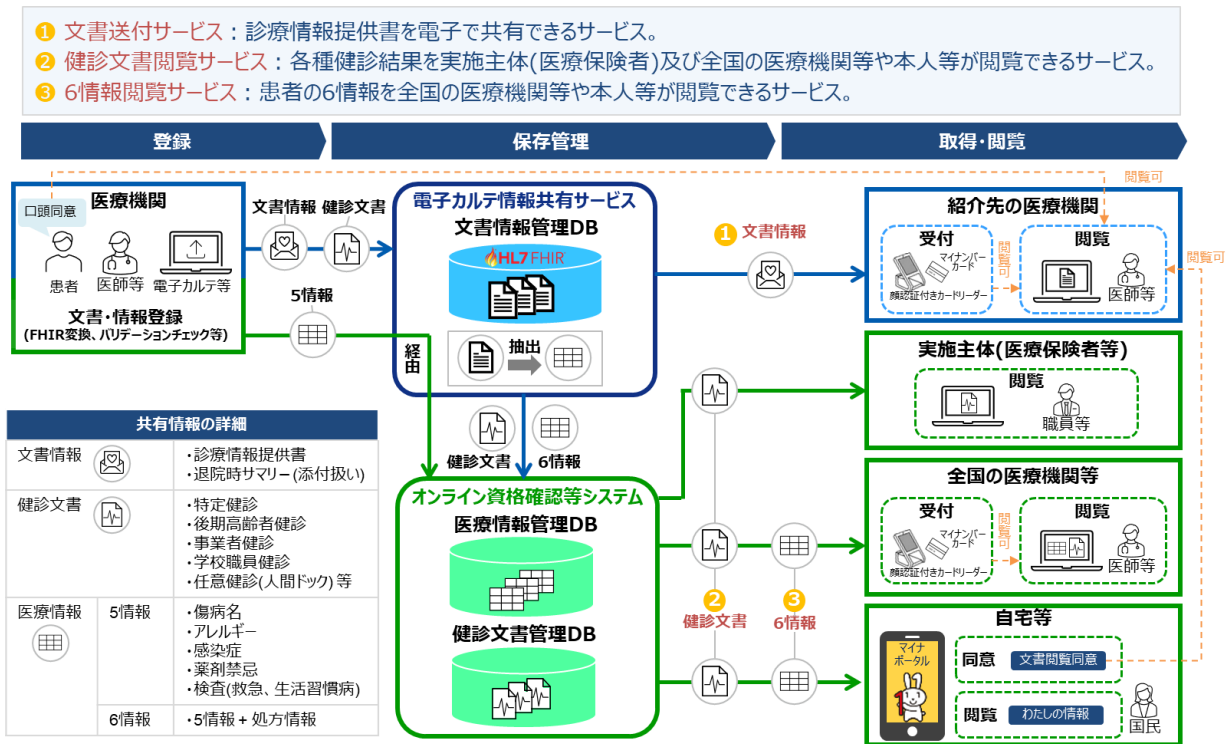 1 文書送付サービス：診療情報提供書を電子で共有できるサービス。
2 健診文書閲覧サービス：各種健診結果を実施主体(医療保険者)及び全国の医療機関等や本人等が閲覧できるサービス。
3 6情報閲覧サービス：患者の6情報を全国の医療機関等や本人等が閲覧できるサービス。
登録
保存管理
取得・閲覧
医療機関
口頭同意
患者
医師等
電子カルテ等
文書・情報登録
(FHIR変換、バリデーションチェック等)
文書情報
健診文書
5情報
電子カルテ情報共有サービス
文書情報管理DB
HL7 FHIR
抽出
経由
健診文書
6情報
オンライン資格確認等システム
医療情報管理DB
健診文書管理DB
1 文書情報
2
健診文書
3
6情報
閲覧可
紹介先の医療機関
受付
マイナンバー
カード
顔認証付きカードリーダー
閲覧可
閲覧
医師等
閲覧可
実施主体(医療保険者等)
閲覧
職員等
全国の医療機関等
受付
マイナンバー
カード
顔認証付きカードリーダー
閲覧可
閲覧
医師等
自宅等
マイナ
ポータル
同意
文書閲覧同意
閲覧
わたしの情報
国民
共有情報の詳細
文書情報
・診療情報提供書
・退院時サマリー(添付扱い)
健診文書
・特定健診
・後期高齢者健診
・事業者健診
・学校職員健診
・任意健診(人間ドック) 等
医療情報
5情報
・傷病名
・アレルギー
・感染症
・薬剤禁忌
・検査(救急、生活習慣病)
6情報
・5情報 + 処方情報